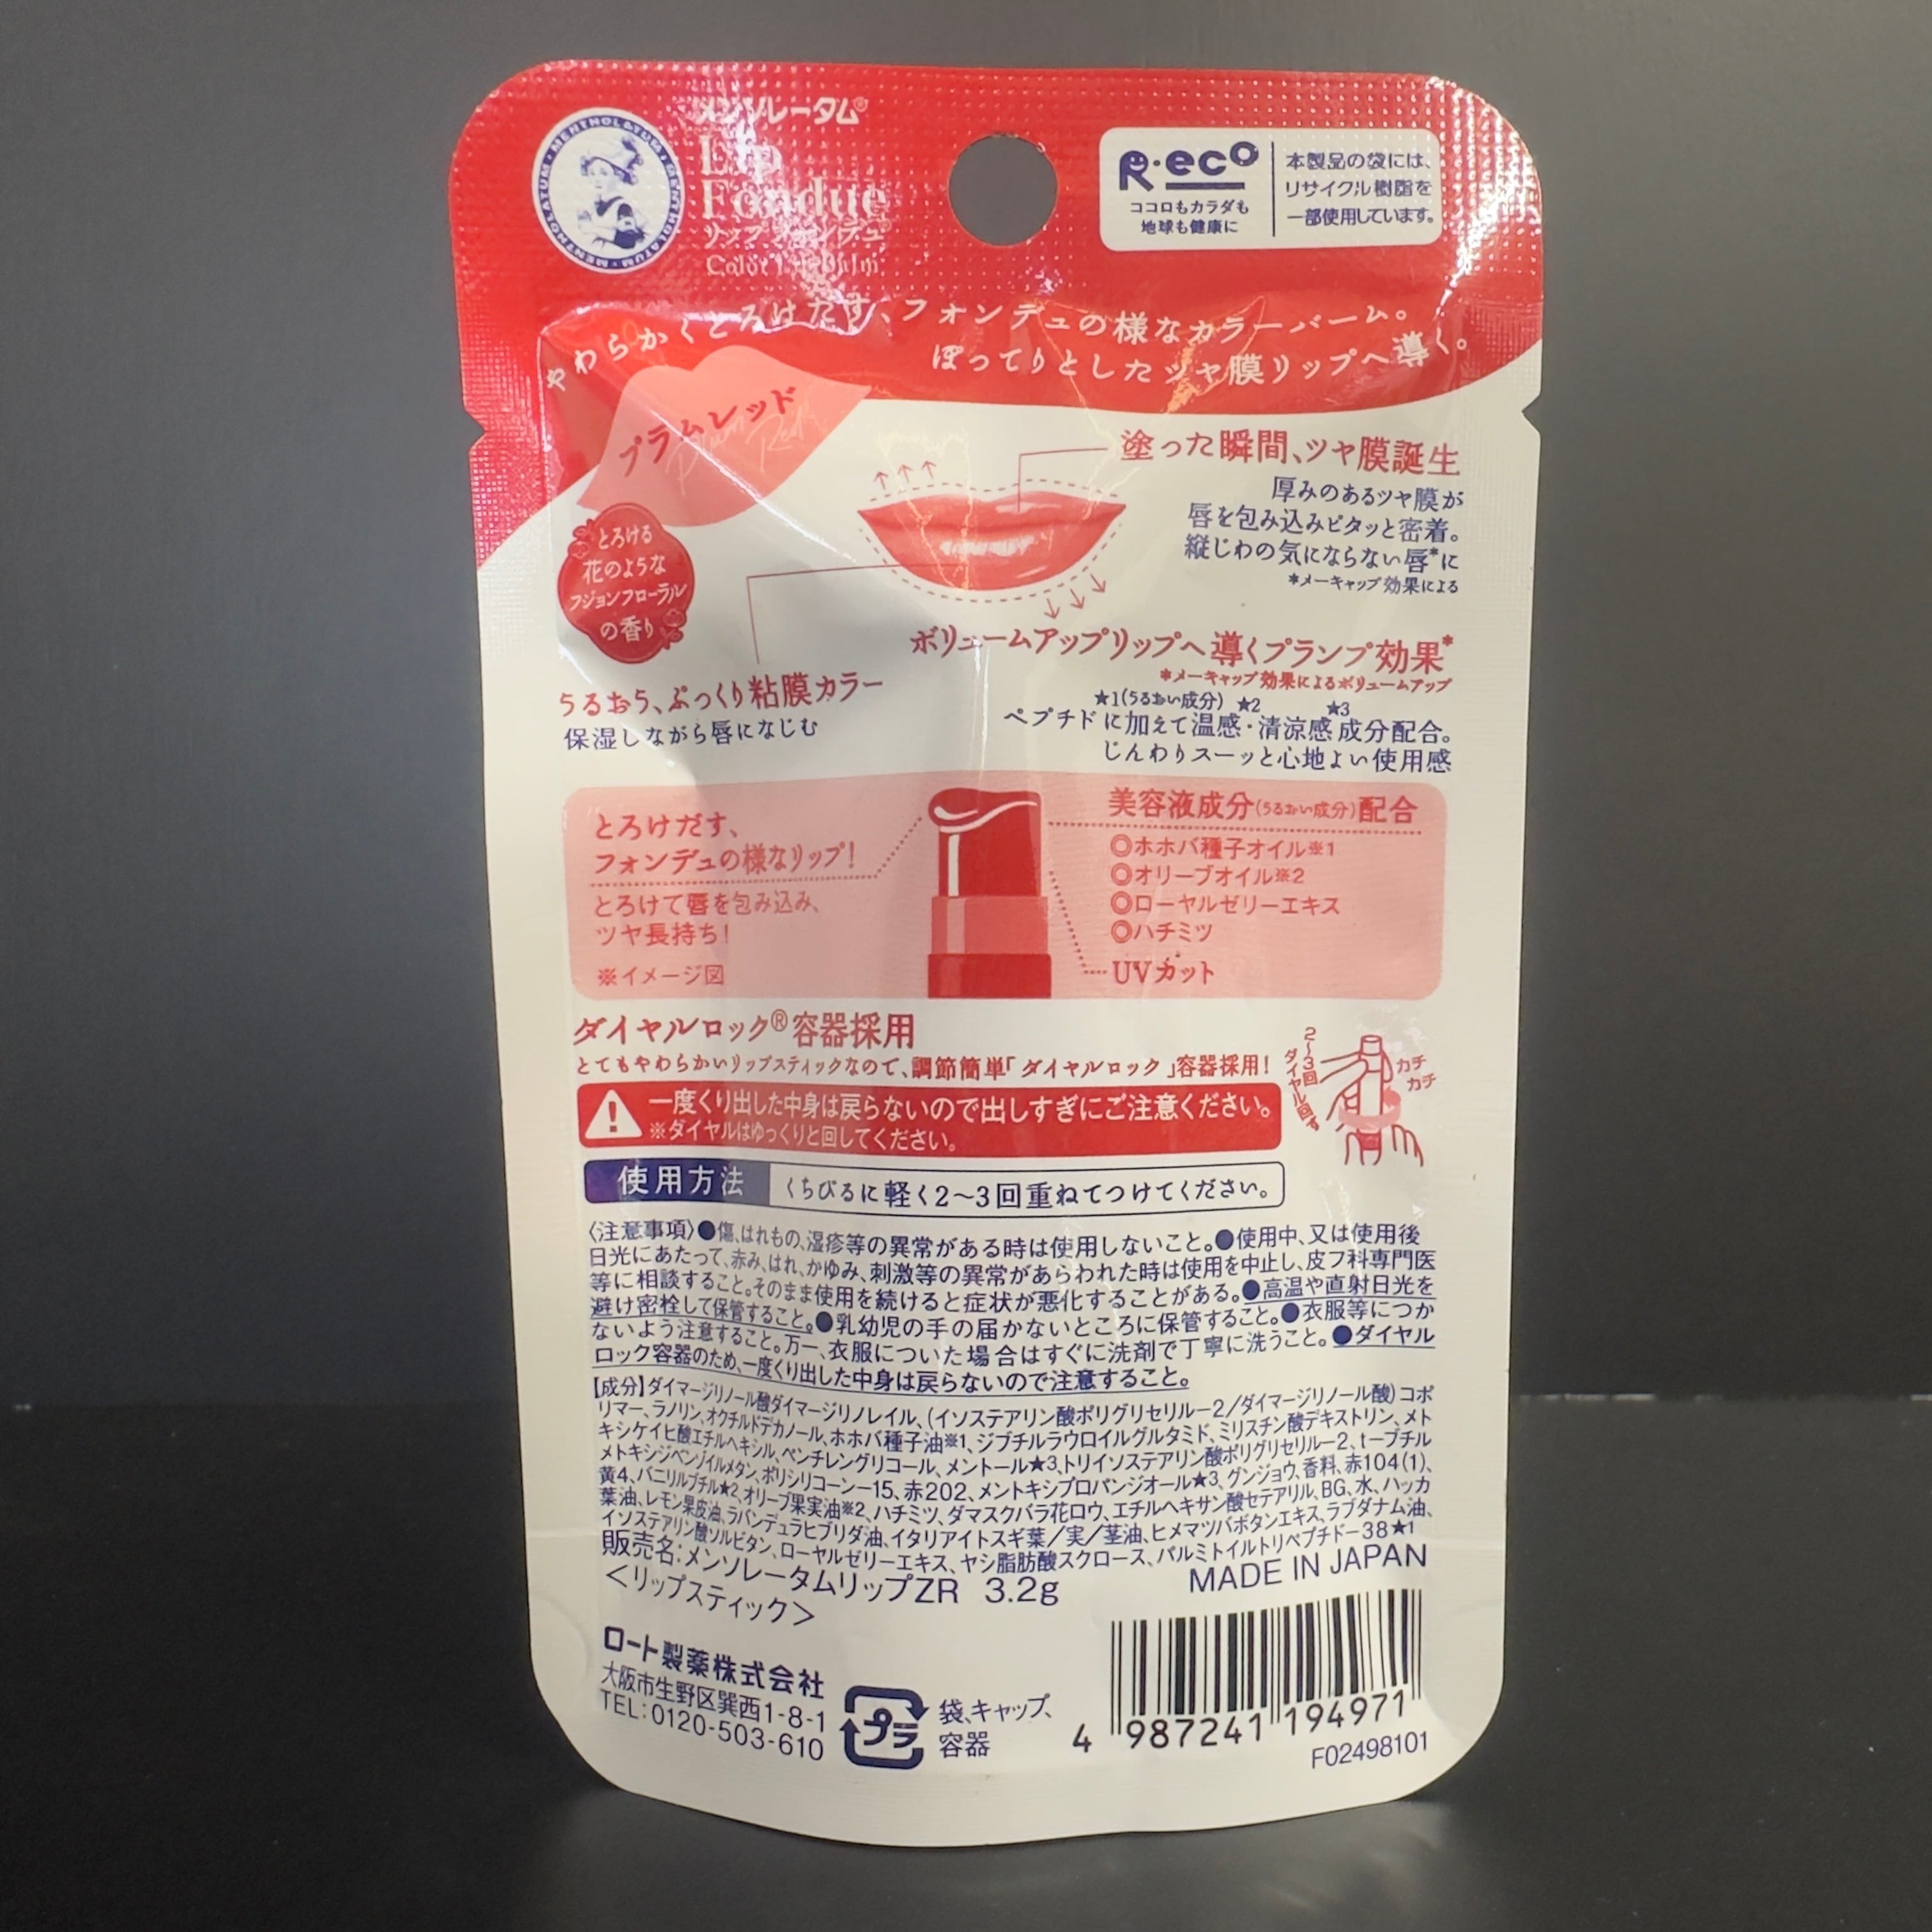 メンソレータム®
Lip
Fondue
リップフォンデュ®
Color Lip Balm
MENTHOLATUM・MENTHOLATUM・MENTHOLATUM
R・eco
ココロもカラダも
地球も健康に
本製品の袋には、
リサイクル樹脂を
一部使用しています。
やわらかくとろけだす、フォンデュの様なカラーバーム。
ぽってりとしたツヤ膜リップへ導く。
プラムレッド
Plum Red
とろける
花のような
フジョンフローラル
の香り
塗った瞬間、ツヤ膜誕生
厚みのあるツヤ膜が
唇を包み込みピタッと密着。
縦じわの気にならない唇*に
*メーキャップ効果による
ボリュームアップリップへ導くプランプ効果*
*メーキャップ効果によるボリュームアップ
うるおう、ぷっくり粘膜カラー
保湿しながら唇になじむ
★1(うるおい成分) ★2 ★3
ペプチドに加えて温感・清涼感成分配合。
じんわりスーッと心地よい使用感
とろけだす、
フォンデュの様なリップ!
とろけて唇を包み込み、
ツヤ長持ち!
※イメージ図
美容液成分(うるおい成分)配合
◎ホホバ種子オイル※1
◎オリーブオイル※2
◎ローヤルゼリーエキス
◎ハチミツ
UVカット
ダイヤルロック®容器採用
とてもやわらかいリップスティックなので、調節簡単「ダイヤルロック」容器採用!
2〜3回
ダイヤル回す
カチ
カチ
一度くり出した中身は戻らないので出しすぎにご注意ください。
※ダイヤルはゆっくりと回してください。
使用方法 くちびるに軽く2〜3回重ねてつけてください。
〈注意事項〉●傷、はれもの、湿疹等の異常がある時は使用しないこと。●使用中、又は使用後
日光にあたって、赤み、はれ、かゆみ、刺激等の異常があらわれた時は使用を中止し、皮フ科専門医
等に相談すること。そのまま使用を続けると症状が悪化することがある。●高温や直射日光を
避け密栓して保管すること。●乳幼児の手の届かないところに保管すること。●衣服等につか
ないよう注意すること。万一、衣服についた場合はすぐに洗剤で丁寧に洗うこと。●ダイヤル
ロック容器のため、一度くり出した中身は戻らないので注意すること。
【成分】ダイマージリノール酸ダイマージリノレイル、(イソステアリン酸ポリグリセリル－2/ダイマージリノール酸)コポ
リマー、ラノリン、オクチルドデカノール、ホホバ種子油※1、ジブチルラウロイルグルタミド、ミリスチン酸デキストリン、メト
キシケイヒ酸エチルヘキシル、ペンチレングリコール、メントール★3、トリイソステアリン酸ポリグリセリル－2、t－ブチル
メトキシジベンゾイルメタン、ポリシリコーン－15、赤202、メントキシプロパンジオール★3、グンジョウ、香料、赤104(1)、
黄4、バニリルブチル★2、オリーブ果実油※2、ハチミツ、ダマスクバラ花ロウ、エチルヘキサン酸セテアリル、BG、水、ハッカ
葉油、レモン果皮油、ラバンデュラヒブリダ油、イタリアイトスギ葉/実/茎油、ヒメマツバボタンエキス、ラブダナム油、
イソステアリン酸ソルビタン、ローヤルゼリーエキス、ヤシ脂肪酸スクロース、パルミトイルトリペプチド－38★1
販売名:メンソレータムリップZR 3.2g
<リップスティック>
MADE IN JAPAN
ロート製薬株式会社
大阪市生野区巽西1-8-1
TEL:0120-503-610
プラ
袋、キャップ、
容器
4 987241 194971
F02498101